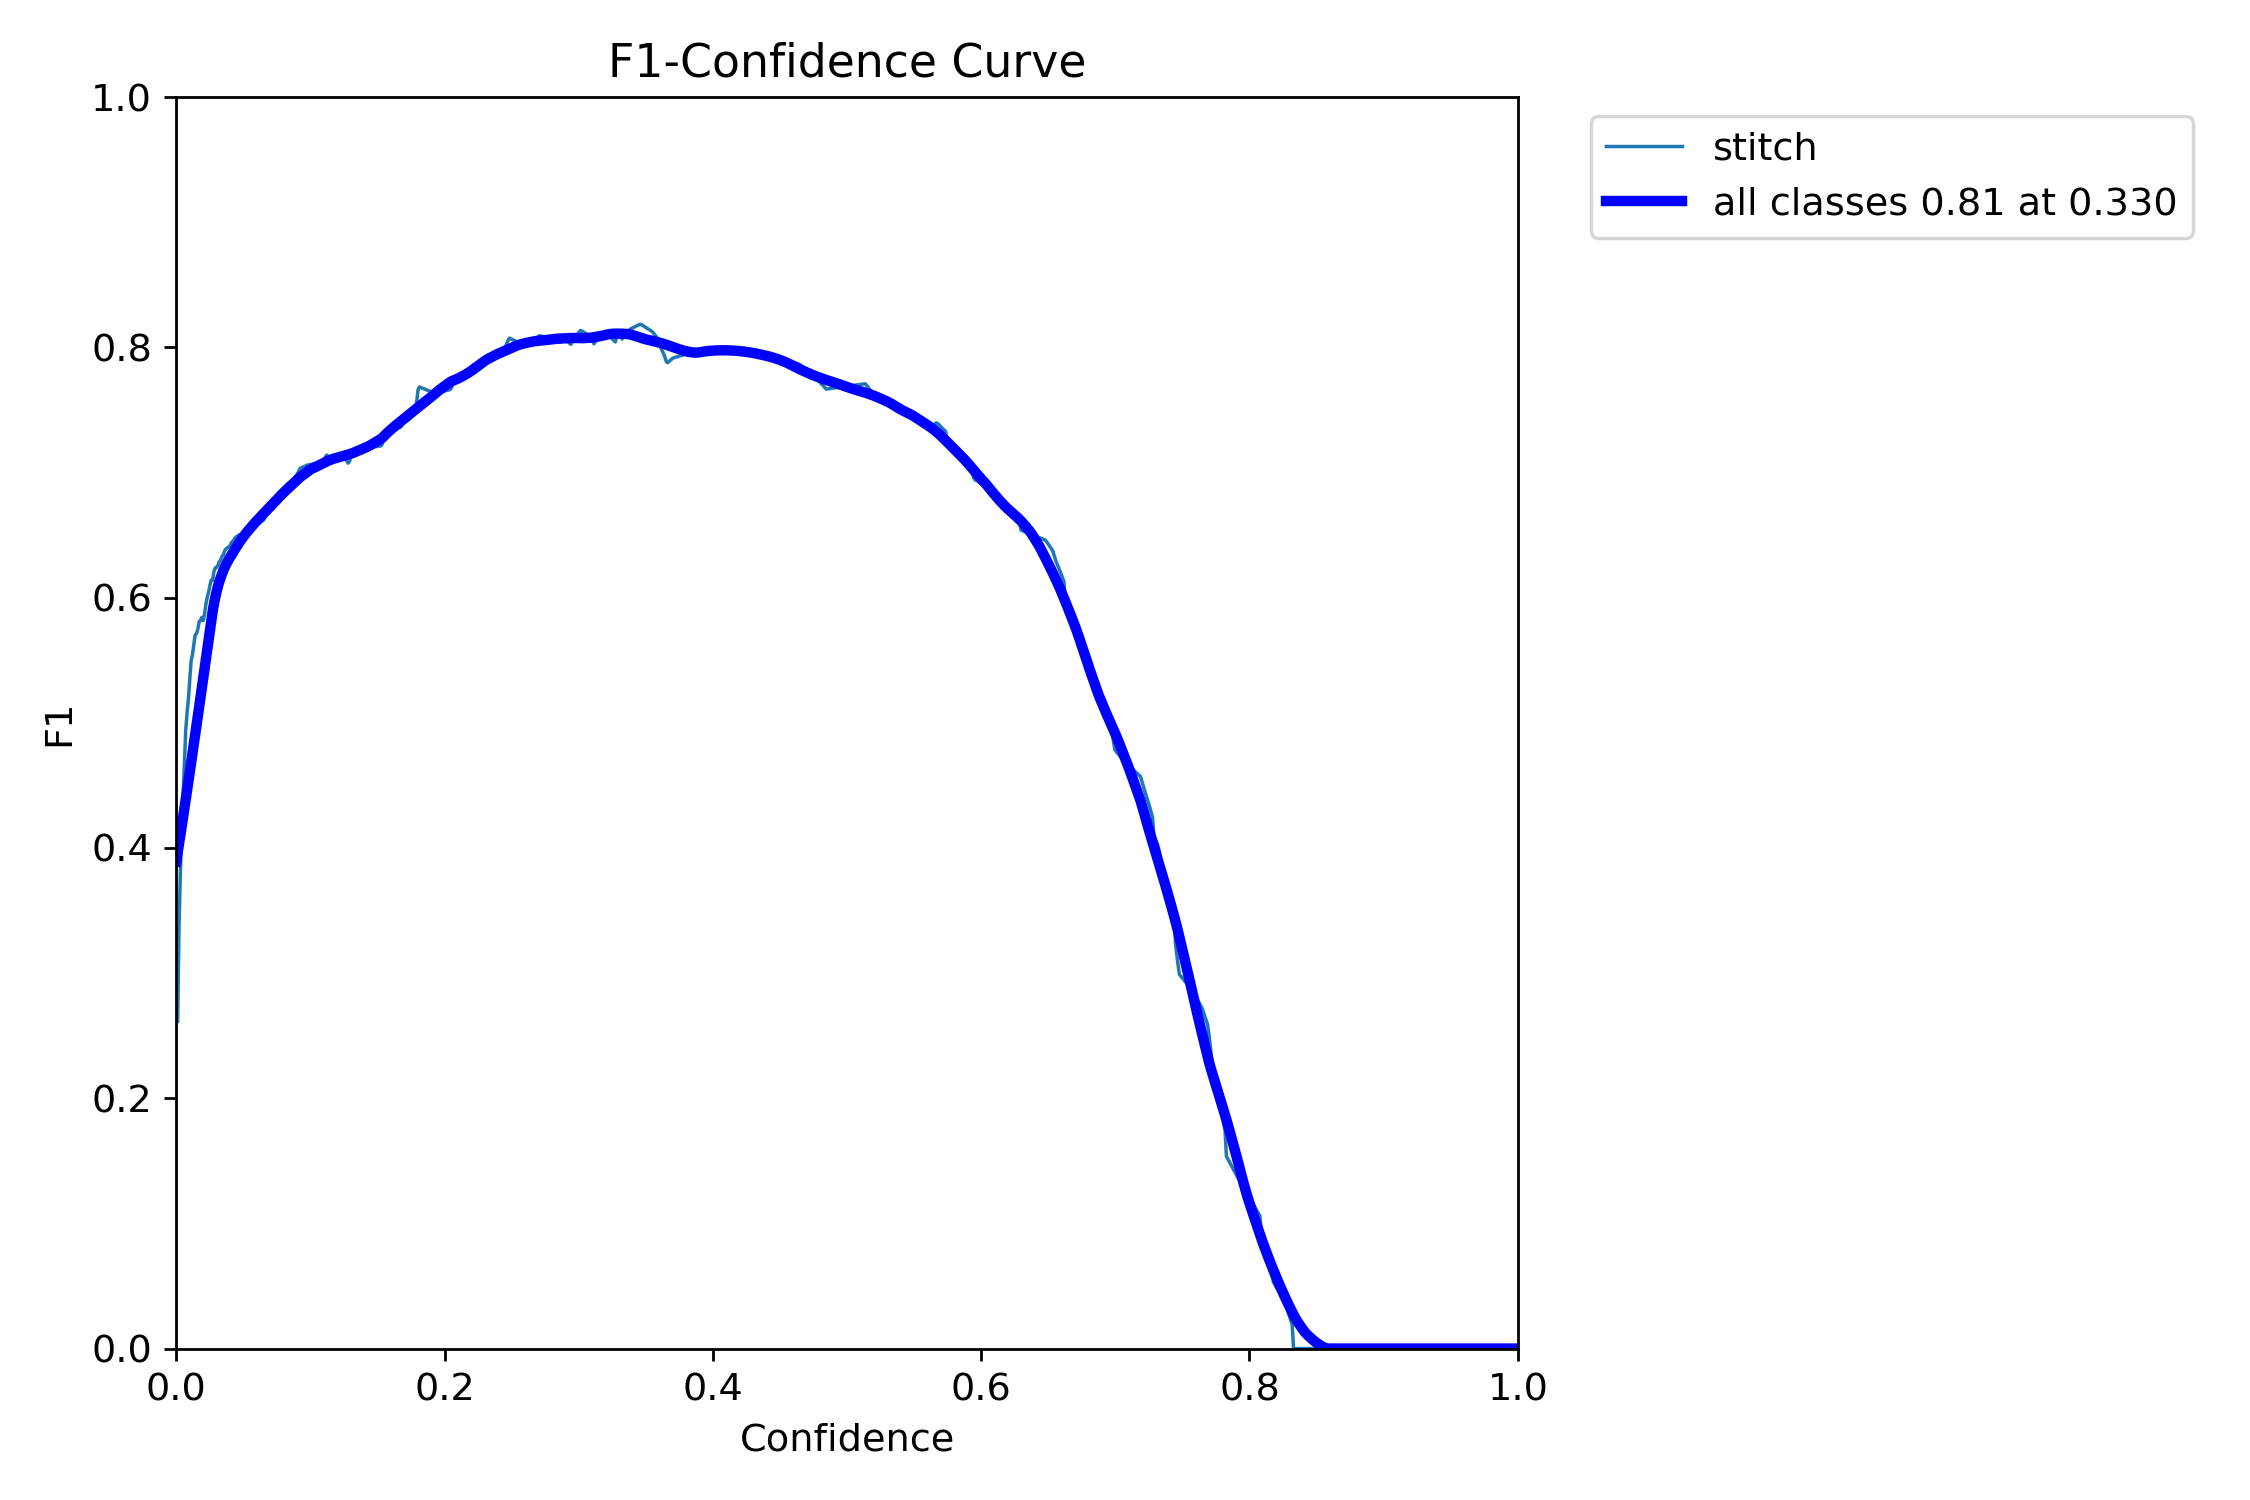 F1-Confidence Curve
1.0
0.8
0.6
0.4
0.2
0.0
F1
0.0 0.2 0.4 0.6 0.8 1.0
Confidence
stitch
all classes 0.81 at 0.330